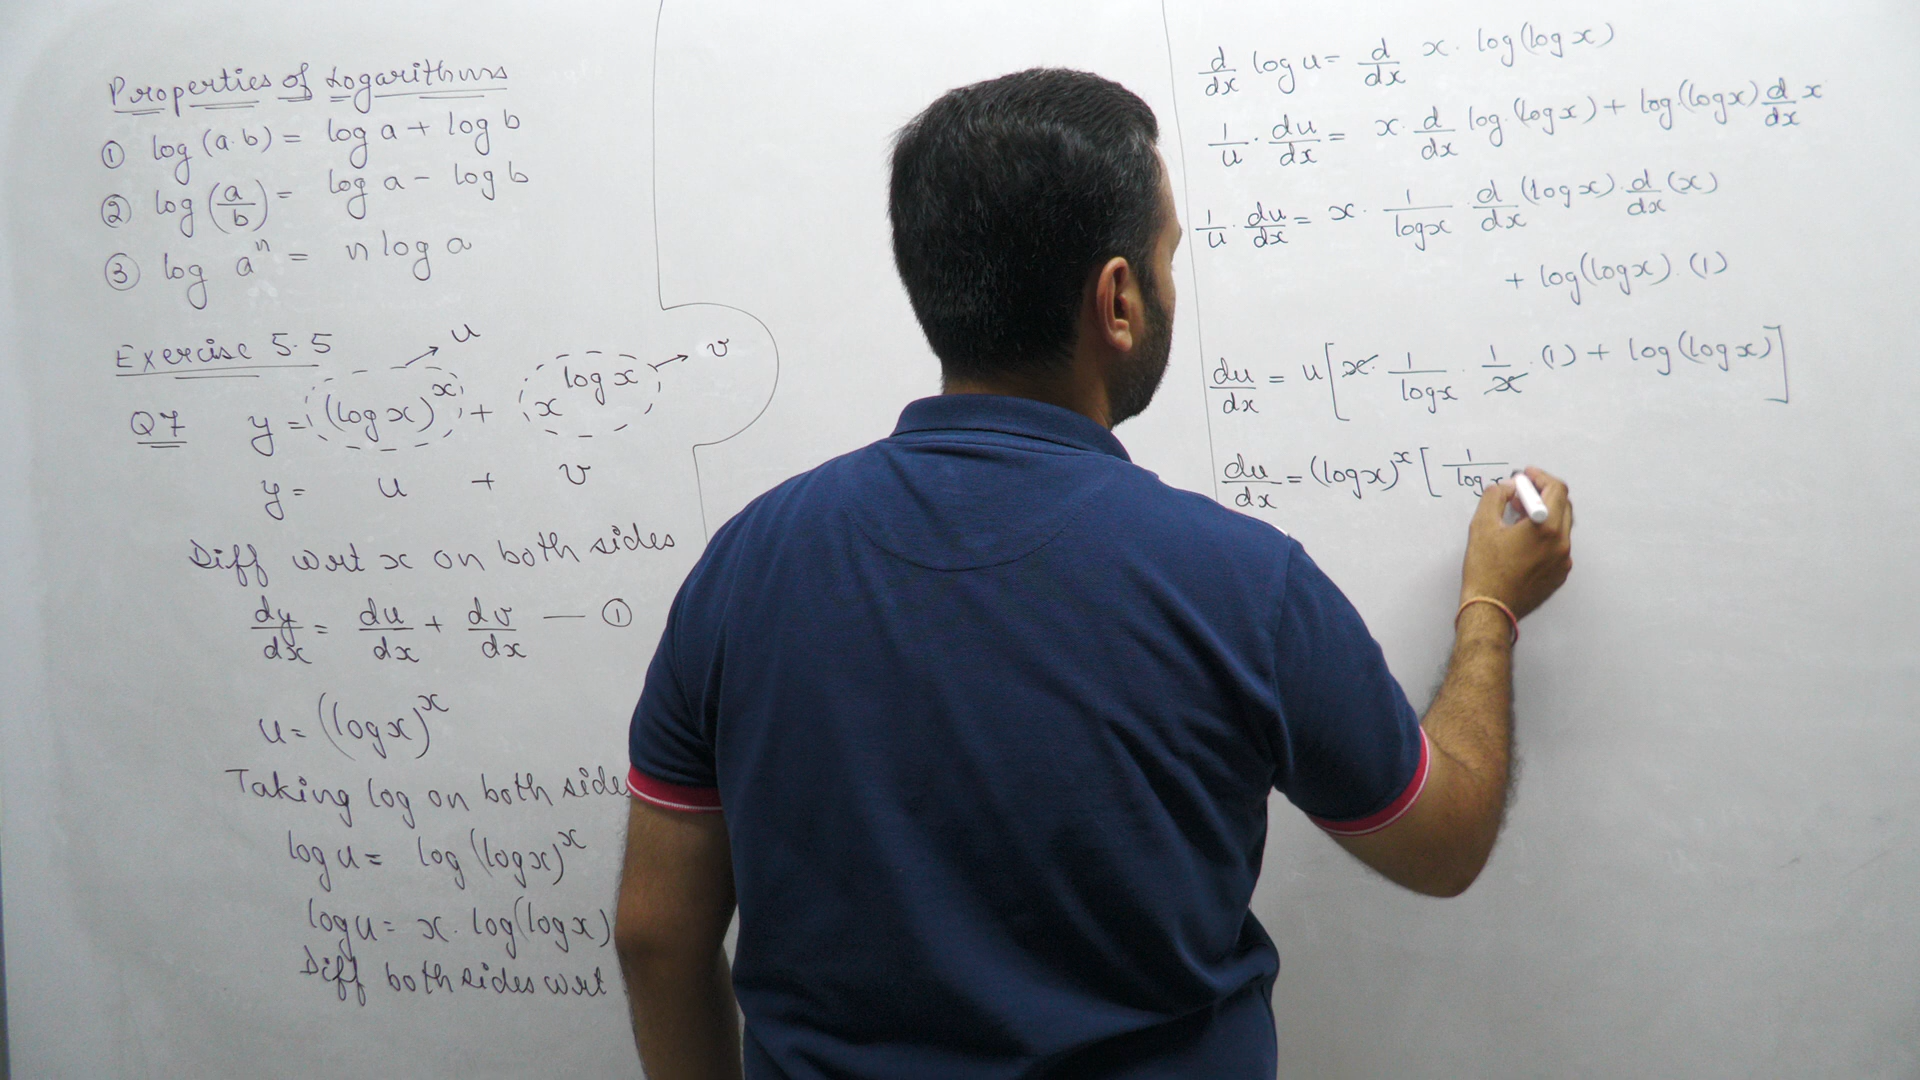 Properties of Logarithms
① log (a·b) = log a + log b
② log (a/b) = log a - log b
③ log aⁿ = n log a
Exercise 5.5
u
v
Q7 y = (log x)^x + x^(log x)
y = u + v
Diff wrt x on both sides
dy/dx = du/dx + dv/dx — ①
u = (log x)^x
Taking log on both sides
log u = log (log x)^x
log u = x. log(log x)
Diff both sides wrt
d/dx log u = d/dx x. log(log x)
1/u · du/dx = x· d/dx log (log x) + log(log x) d/dx x
1/u · du/dx = x· 1/log x · d/dx (log x)· d/dx (x)
+ log(log x). (1)
du/dx = u[x· 1/log x · 1/x · (1) + log(log x)]
du/dx = (log x)^x [1/log x